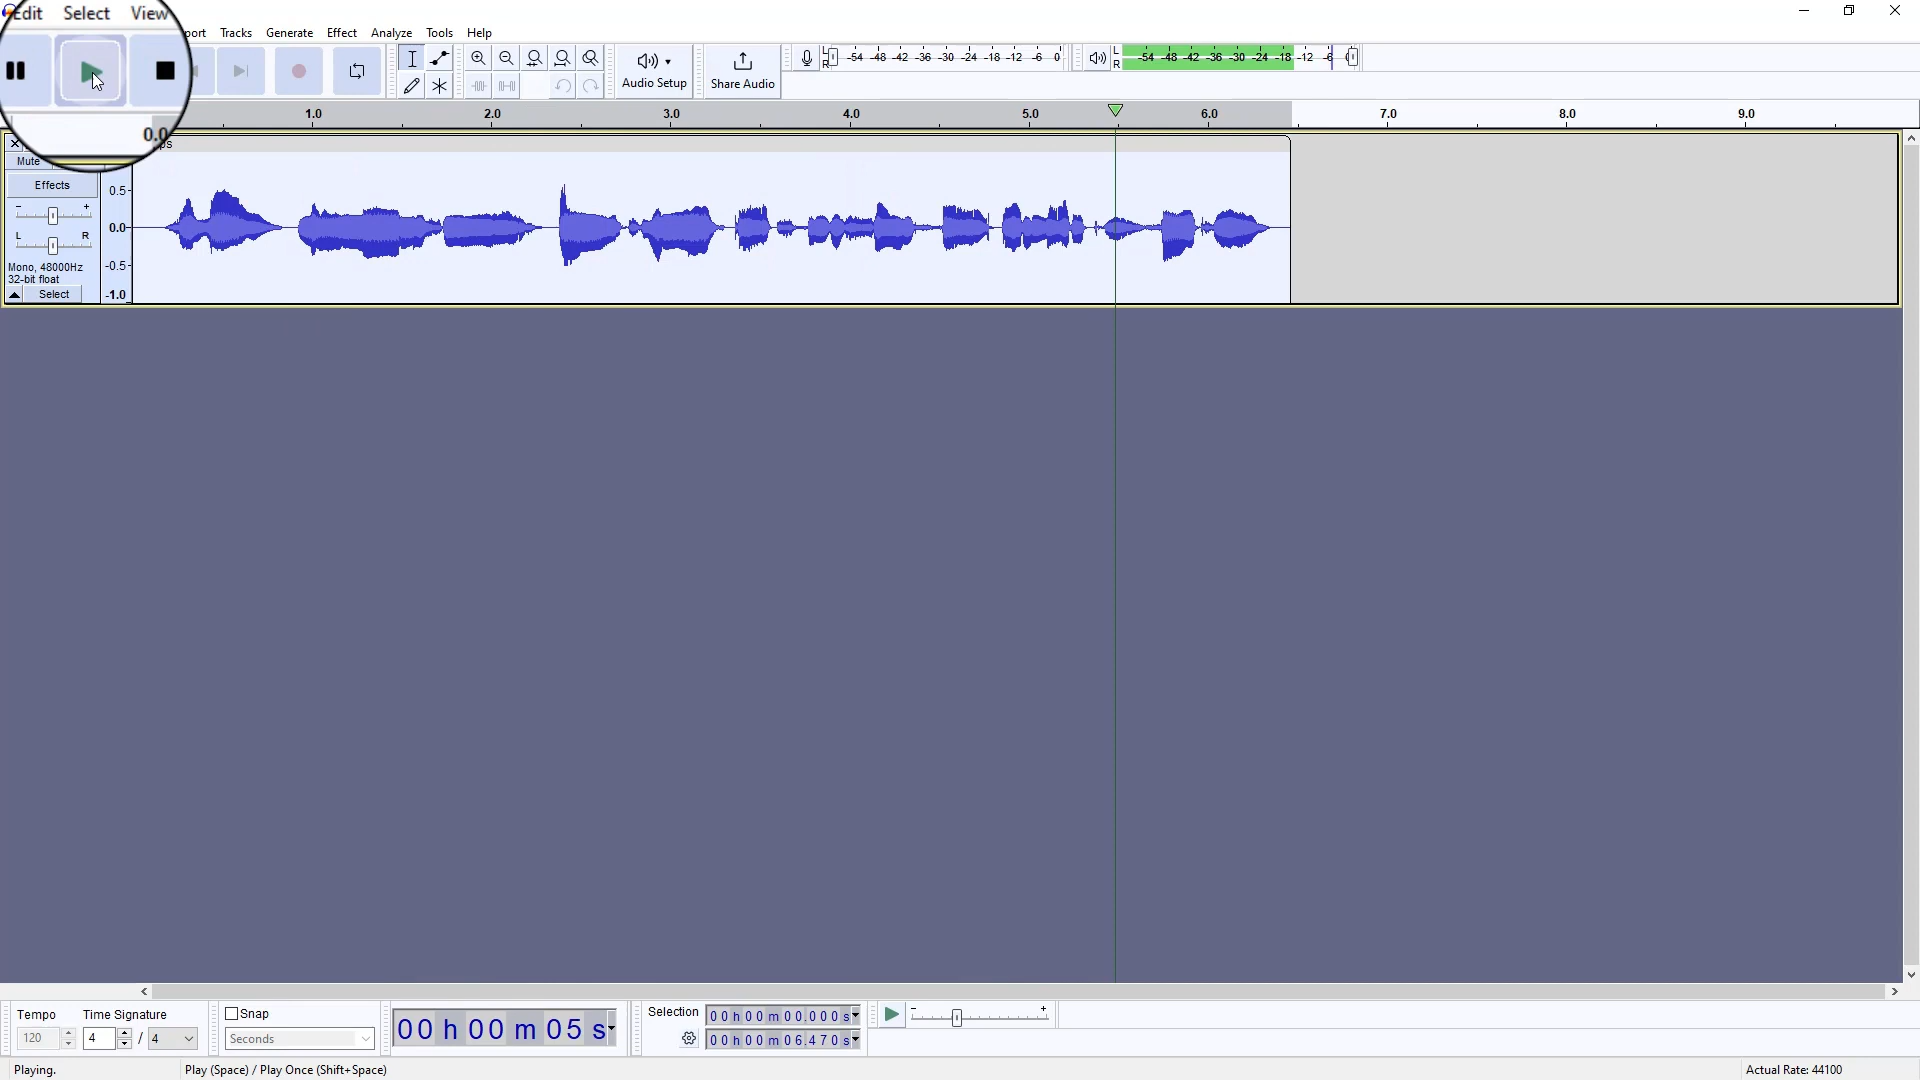 Edit Select View
port Tracks Generate Effect Analyze Tools Help
-54 -48 -42 -36 -30 -24 -18 -12 -6 0
-54 -48 -42 -36 -30 -24 -18 -12 -6 0
L
R
L
R
Audio Setup
Share Audio
0.0 1.0 2.0 3.0 4.0 5.0 6.0 7.0 8.0 9.0
Mute
Effects
- +
L R
Mono, 48000Hz
32-bit float
Select
0.5
0.0
-0.5
-1.0
Tempo
120
Time Signature
4 / 4
Snap
Seconds
00 h 00 m 05 s
Selection
00 h 00 m 00.000 s
00 h 00 m 06.470 s
- +
Playing.
Play (Space) / Play Once (Shift+Space)
Actual Rate: 44100